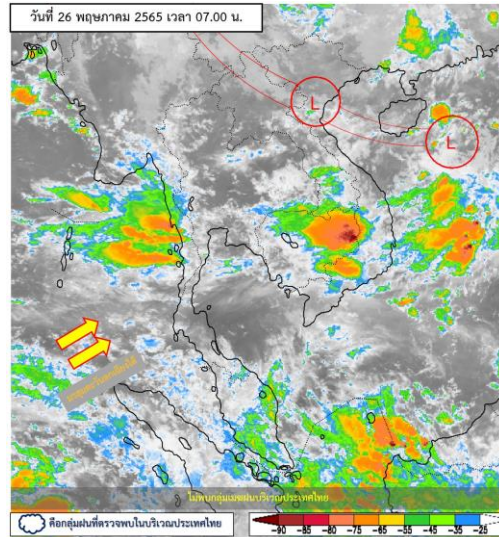 วันที่ 26 พฤษภาคม 2565 เวลา 07.00 น.
L
L
ไม่พบกลุ่มเมฆฝนบริเวณประเทศไทย
คือกลุ่มฝนที่ตรวจพบในบริเวณประเทศไทย
-90 -85 -80 -75 -65 -55 -45 -35 -25